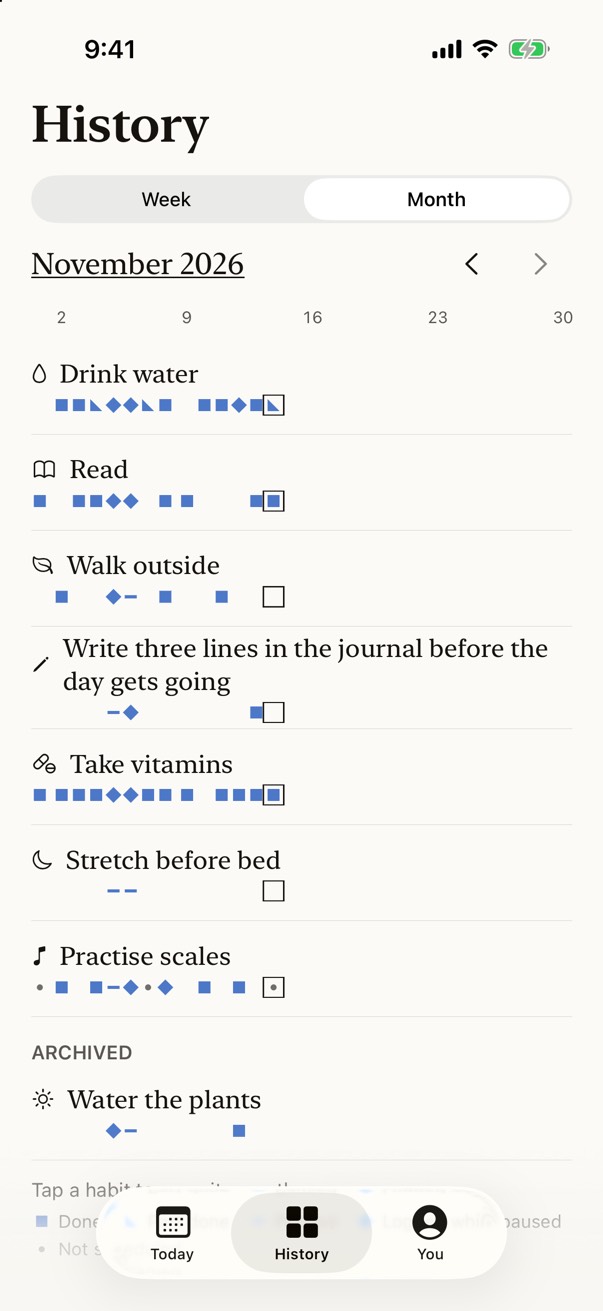 9:41
History
Week
Month
November 2026
2 9 16 23 30
Drink water
Read
Walk outside
Write three lines in the journal before the
day gets going
Take vitamins
Stretch before bed
Practise scales
ARCHIVED
Water the plants
Tap a habit
Done paused
Not
Today
History
You